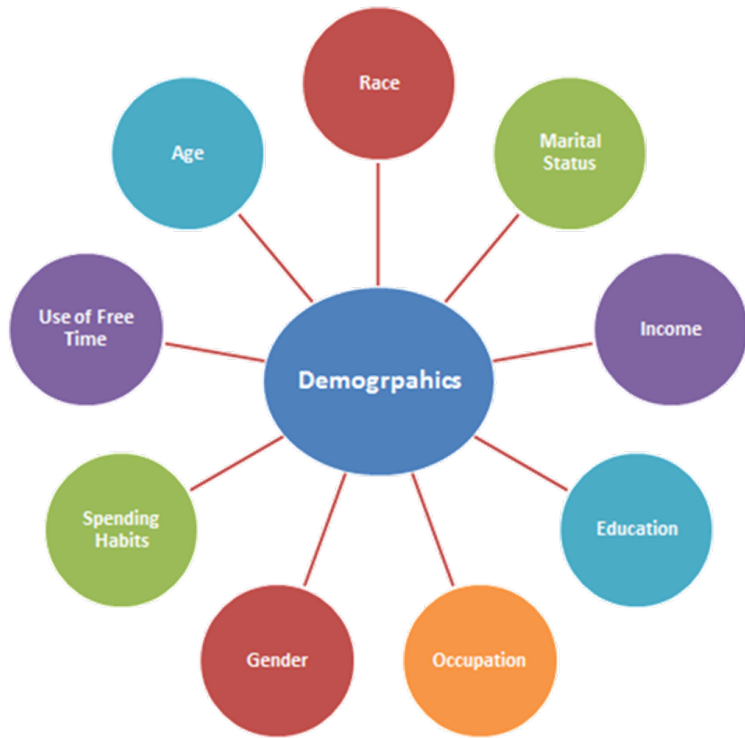 Race
Marital
Status
Income
Education
Occupation
Gender
Spending
Habits
Use of Free
Time
Age
Demogrpahics